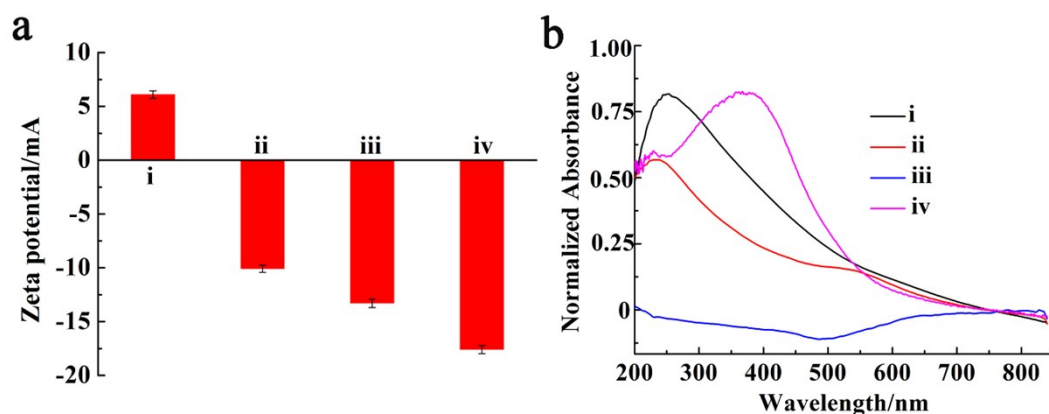 a
Zeta potential/mA
10
5
0
-5
-10
-15
-20
i
ii
iii
iv
b
Normalized Absorbance
1.00
0.75
0.50
0.25
0
i
ii
iii
iv
200 300 400 500 600 700 800
Wavelength/nm